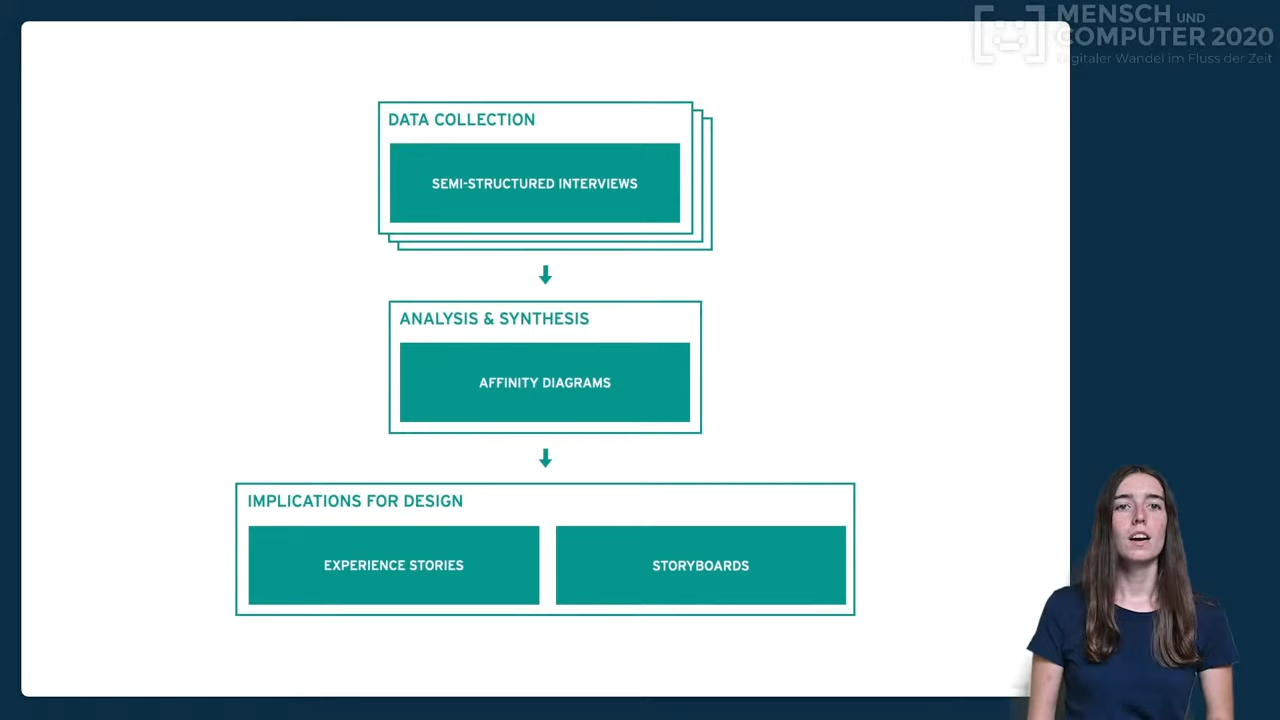 MENSCH UND
COMPUTER 2020
Digitaler Wandel im Fluss der Zeit
DATA COLLECTION
SEMI-STRUCTURED INTERVIEWS
ANALYSIS & SYNTHESIS
AFFINITY DIAGRAMS
IMPLICATIONS FOR DESIGN
EXPERIENCE STORIES
STORYBOARDS